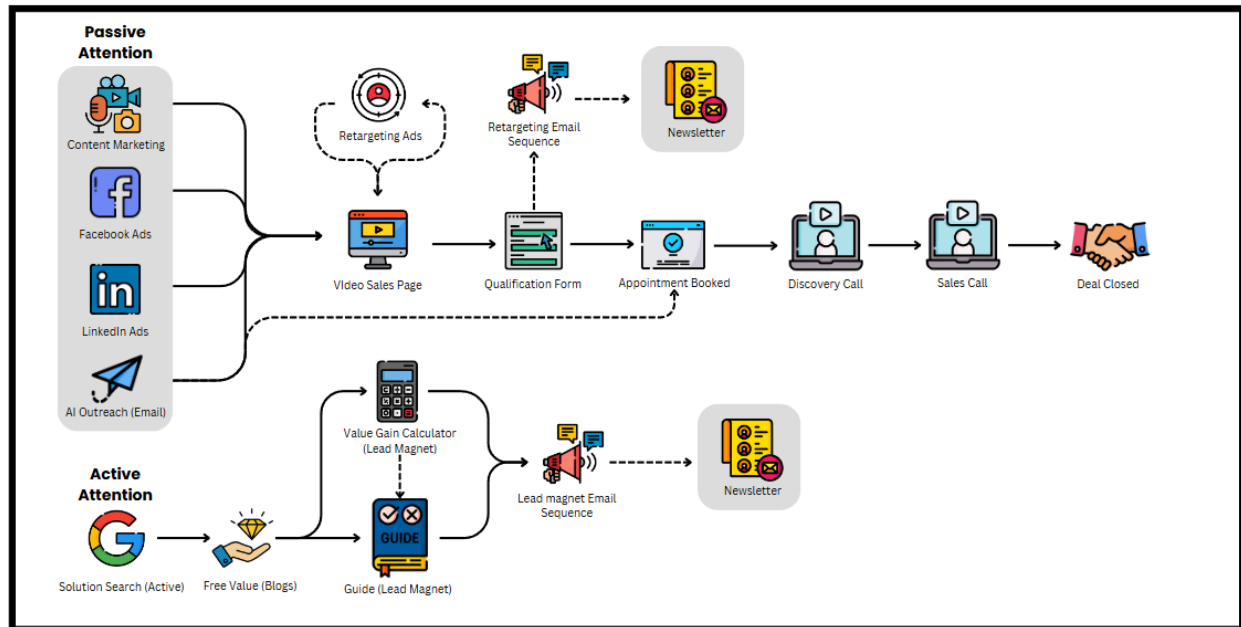 Passive
Attention
Content Marketing
Facebook Ads
LinkedIn Ads
AI Outreach (Email)
Retargeting Ads
Retargeting Email
Sequence
Newsletter
VIdeo Sales Page
Qualification Form
Appointment Booked
Discovery Call
Sales Call
Deal Closed
Value Gain Calculator
(Lead Magnet)
Active
Attention
Solution Search (Active)
Free Value (Blogs)
GUIDE
Guide (Lead Magnet)
Lead magnet Email
Sequence
Newsletter